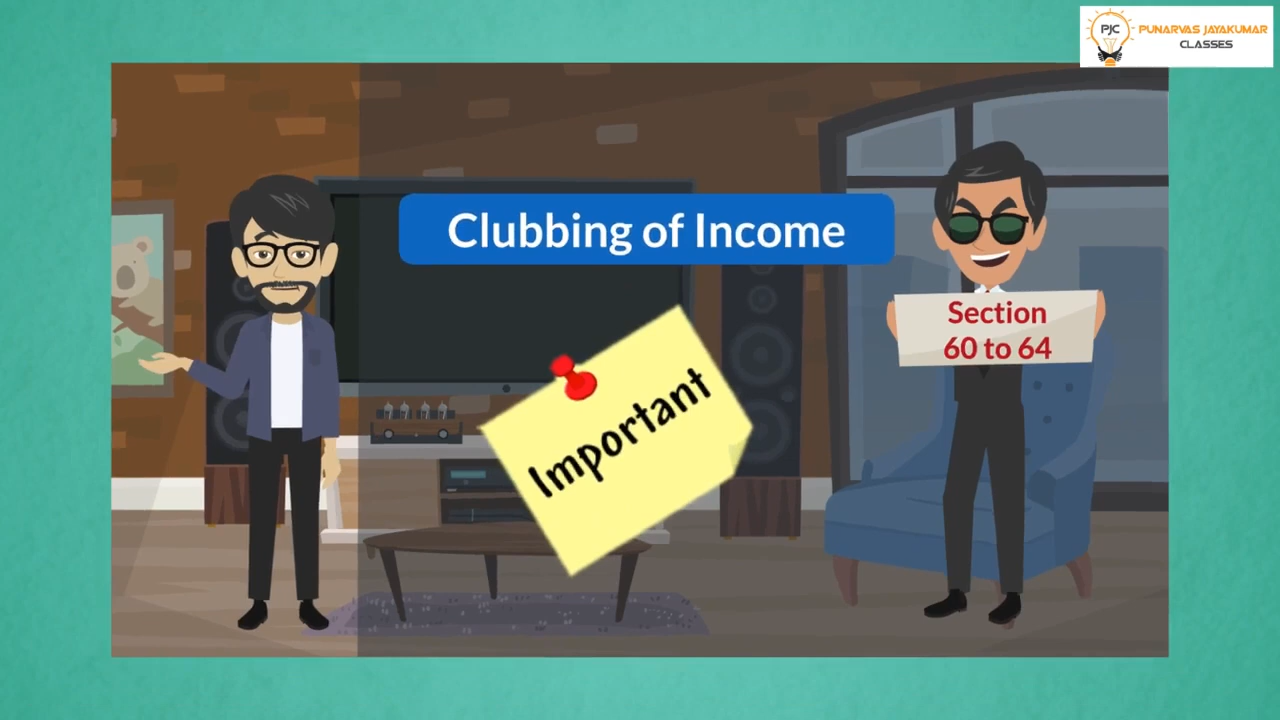 PJC
PUNARVAS JAYAKUMAR
CLASSES
Clubbing of Income
Section
60 to 64
Important